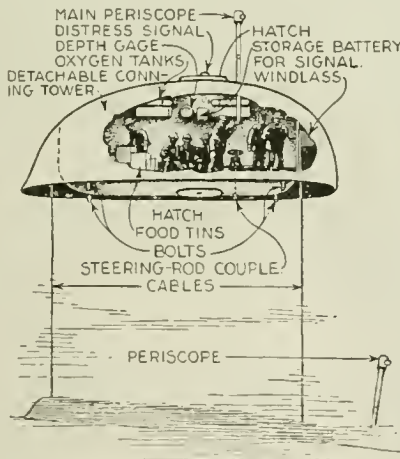 MAIN PERISCOPE
DISTRESS SIGNAL
DEPTH GAGE
OXYGEN TANKS
DETACHABLE CONN-
ING TOWER
HATCH
STORAGE BATTERY
FOR SIGNAL.
WINDLASS
HATCH
FOOD TINS
BOLTS
STEERING-ROD COUPLE
CABLES
PERISCOPE